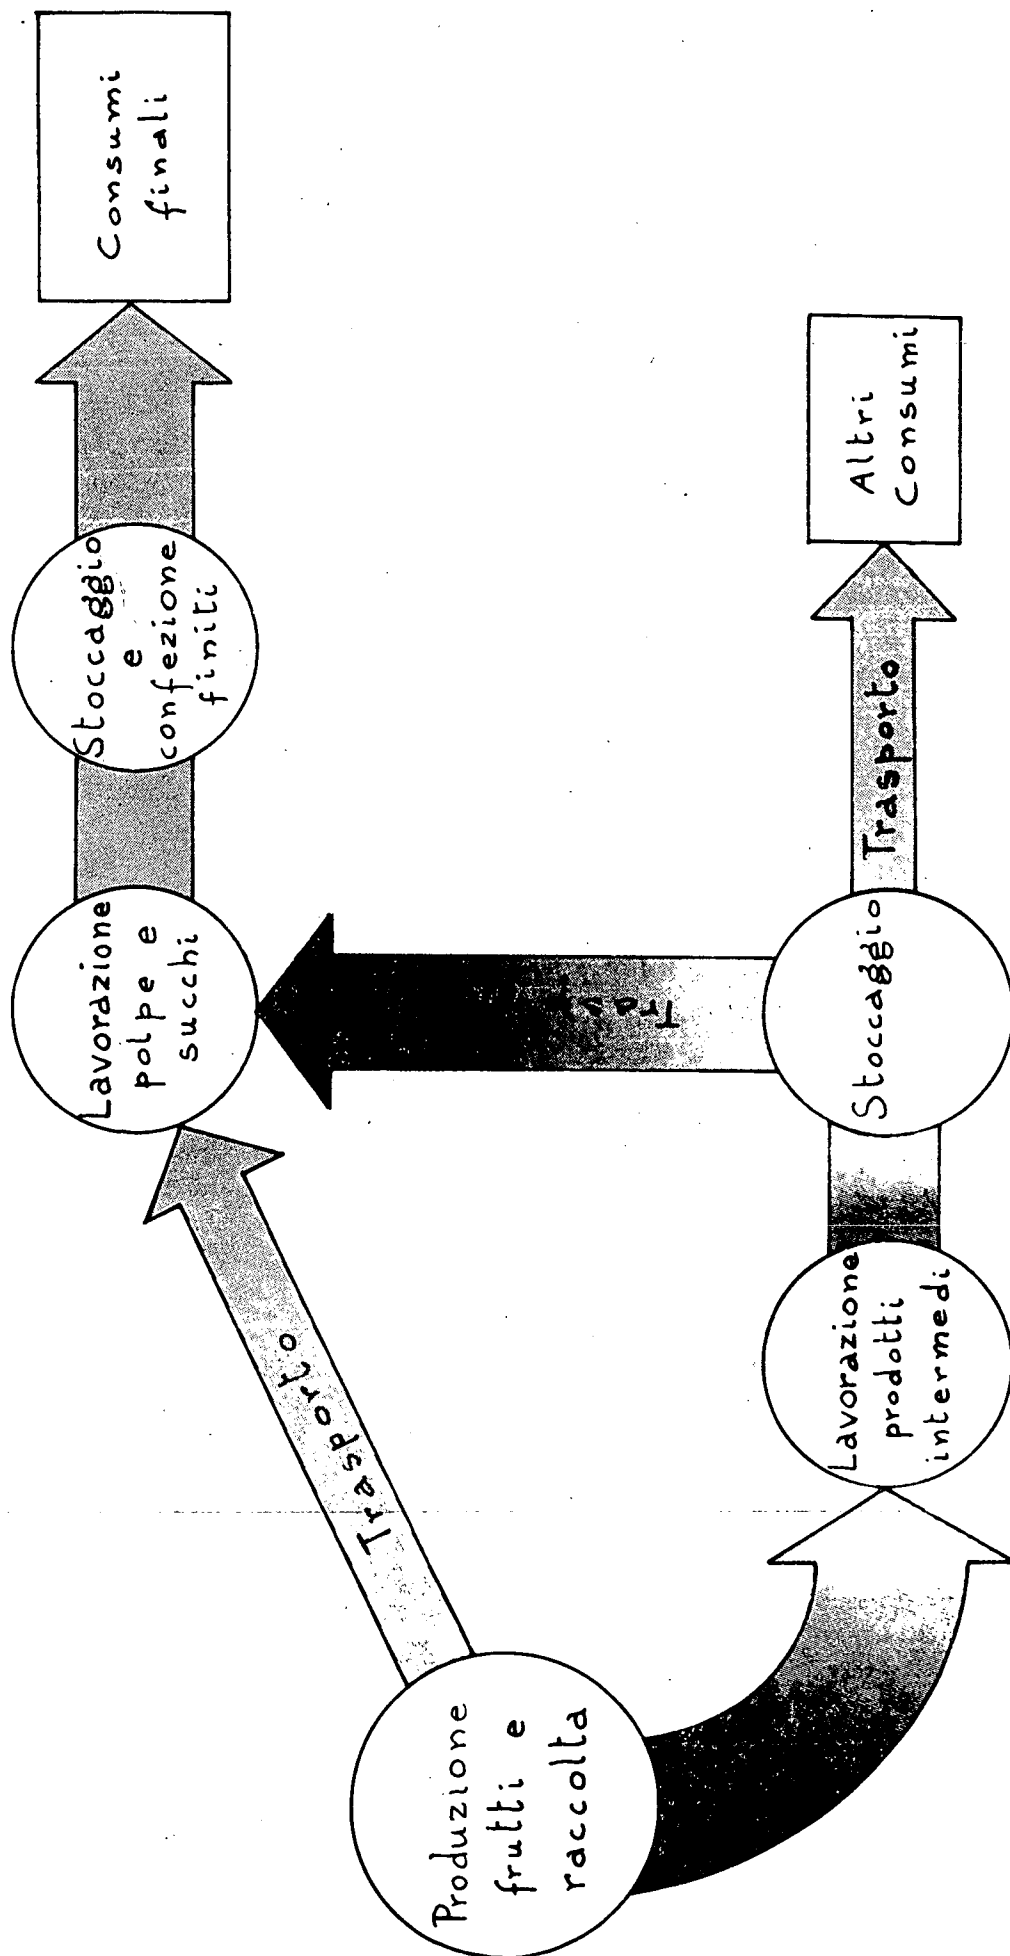 Produzione
frutti e
raccolta
Trasporto
Lavorazione
polpe e
succhi
Stoccaggio
e
confezione
finiti
Consumi
finali
Lavorazione
prodotti
intermedi
Stoccaggio
Tras
Trasporto
Altri
Consumi